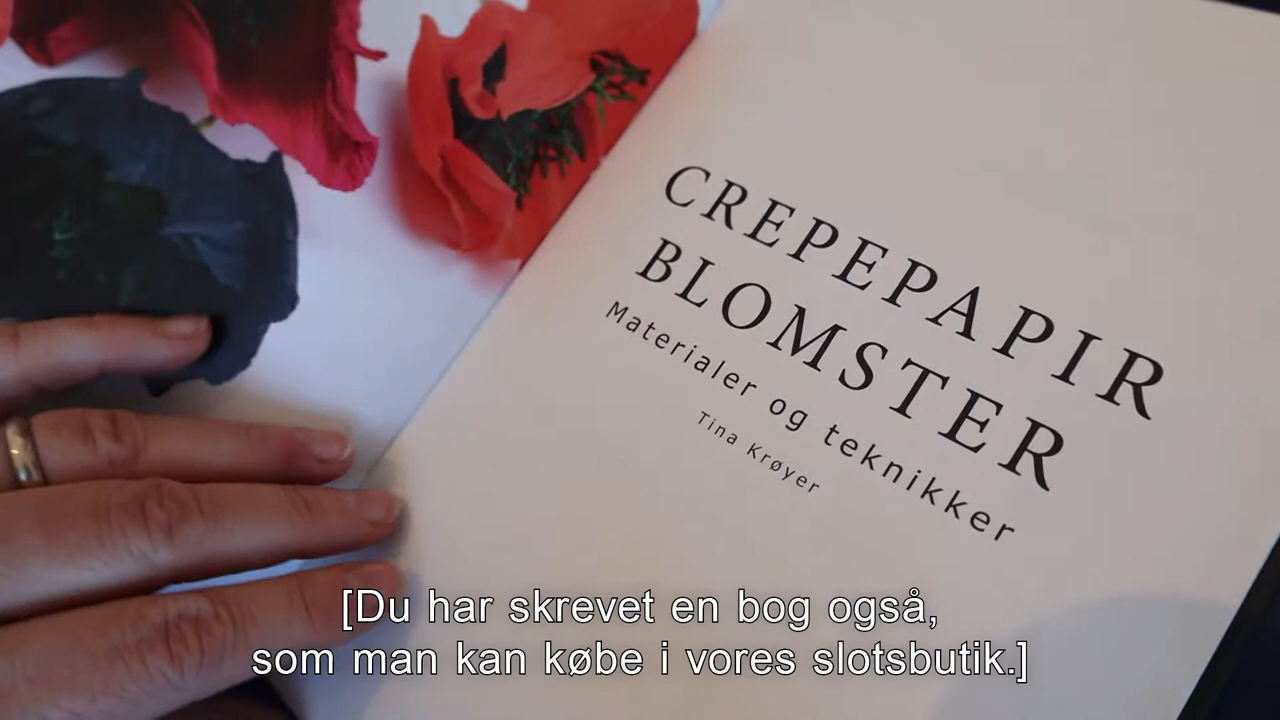 CREPEPAPIR
BLOMSTER
Materialer og teknikker
Tina Krøyer
[Du har skrevet en bog også,
som man kan købe i vores slotsbutik.]